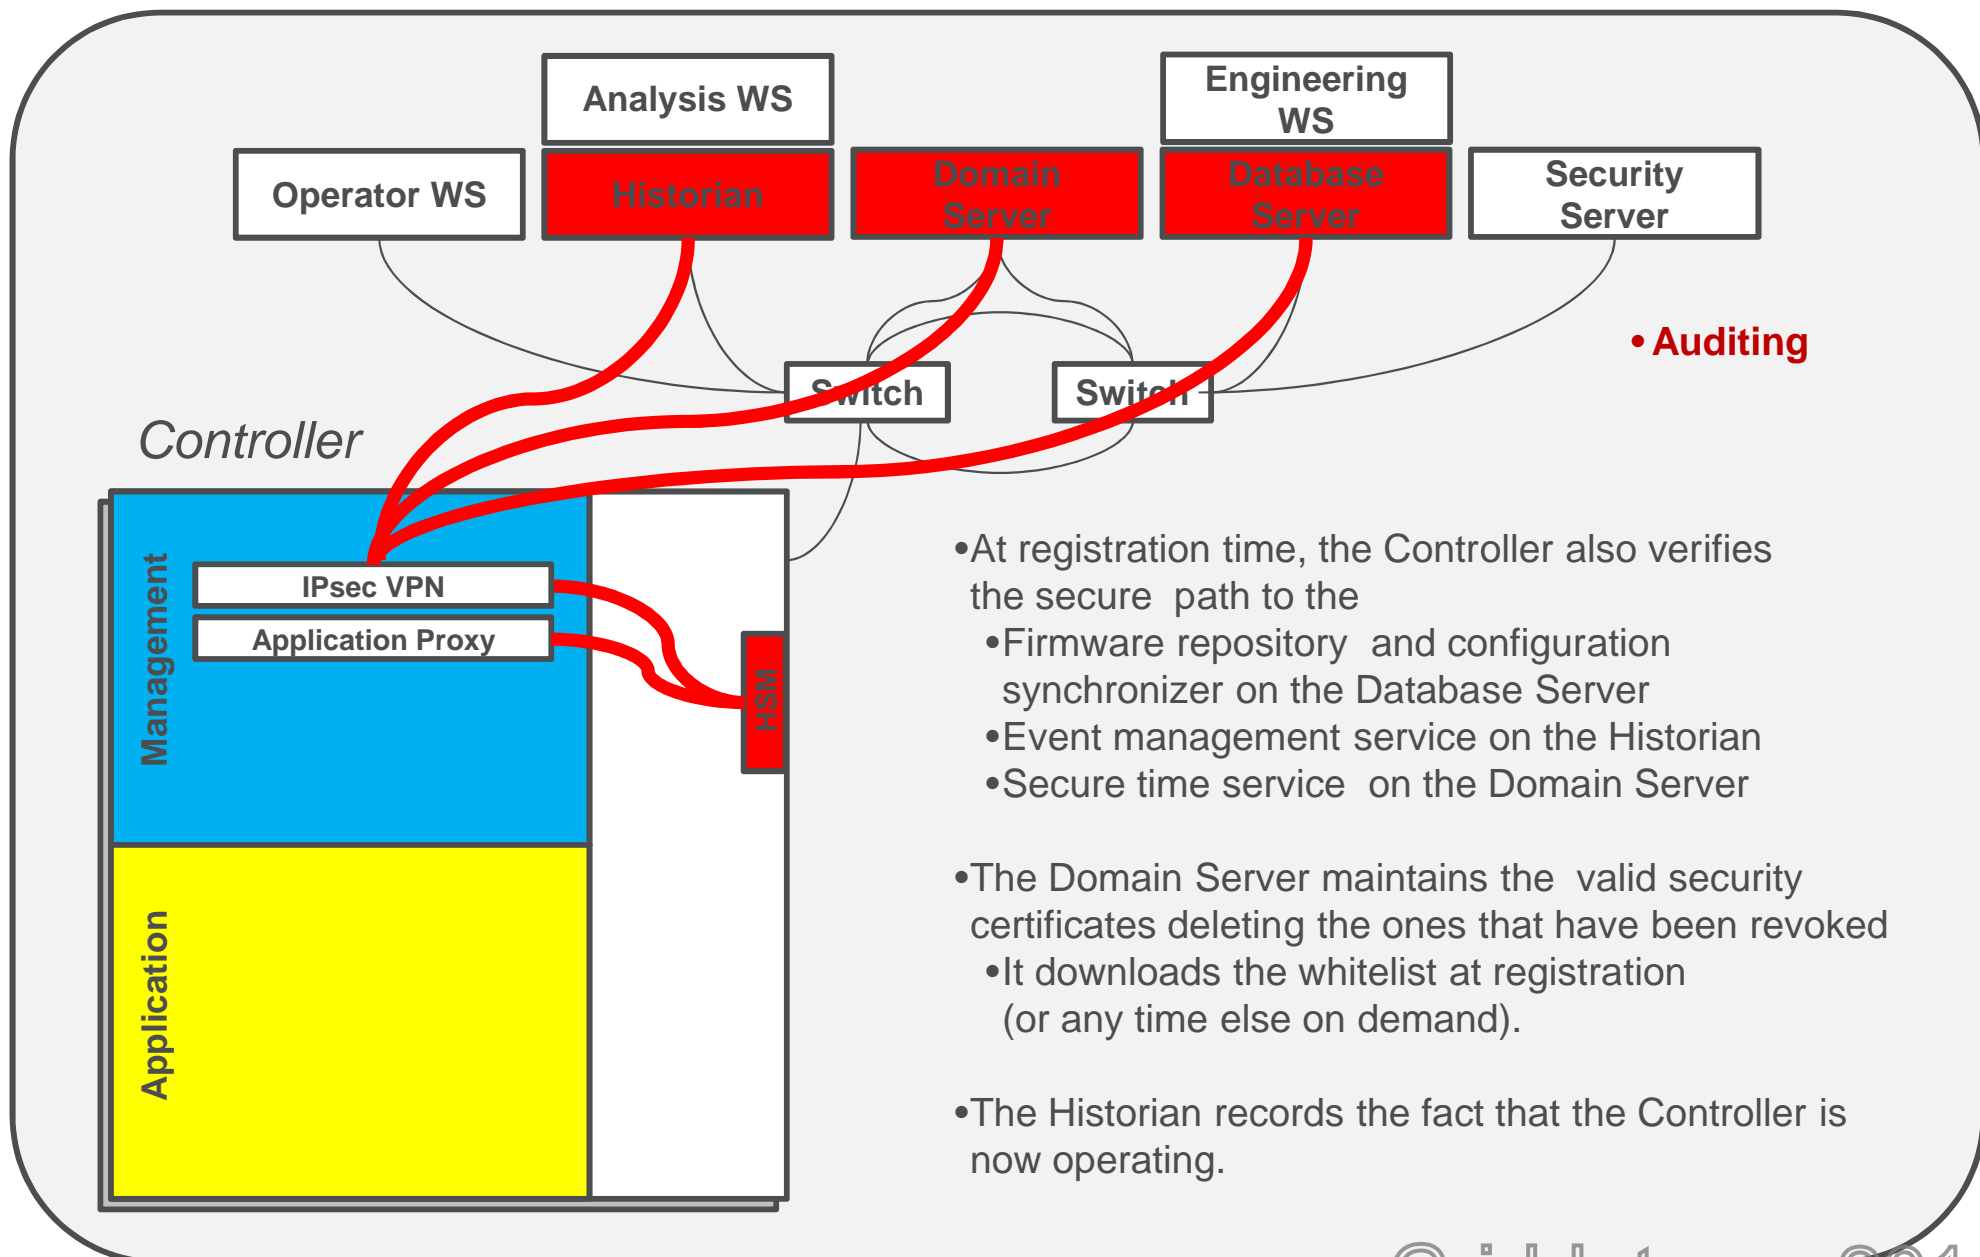 Analysis WS
Engineering
WS
Operator WS
Historian
Domain
Server
Database
Server
Security
Server
• Auditing
Switch
Switch
Controller
Management
IPsec VPN
Application Proxy
HSM
Application
•At registration time, the Controller also verifies
the secure path to the
•Firmware repository and configuration
synchronizer on the Database Server
•Event management service on the Historian
•Secure time service on the Domain Server
•The Domain Server maintains the valid security
certificates deleting the ones that have been revoked
•It downloads the whitelist at registration
(or any time else on demand).
•The Historian records the fact that the Controller is
now operating.